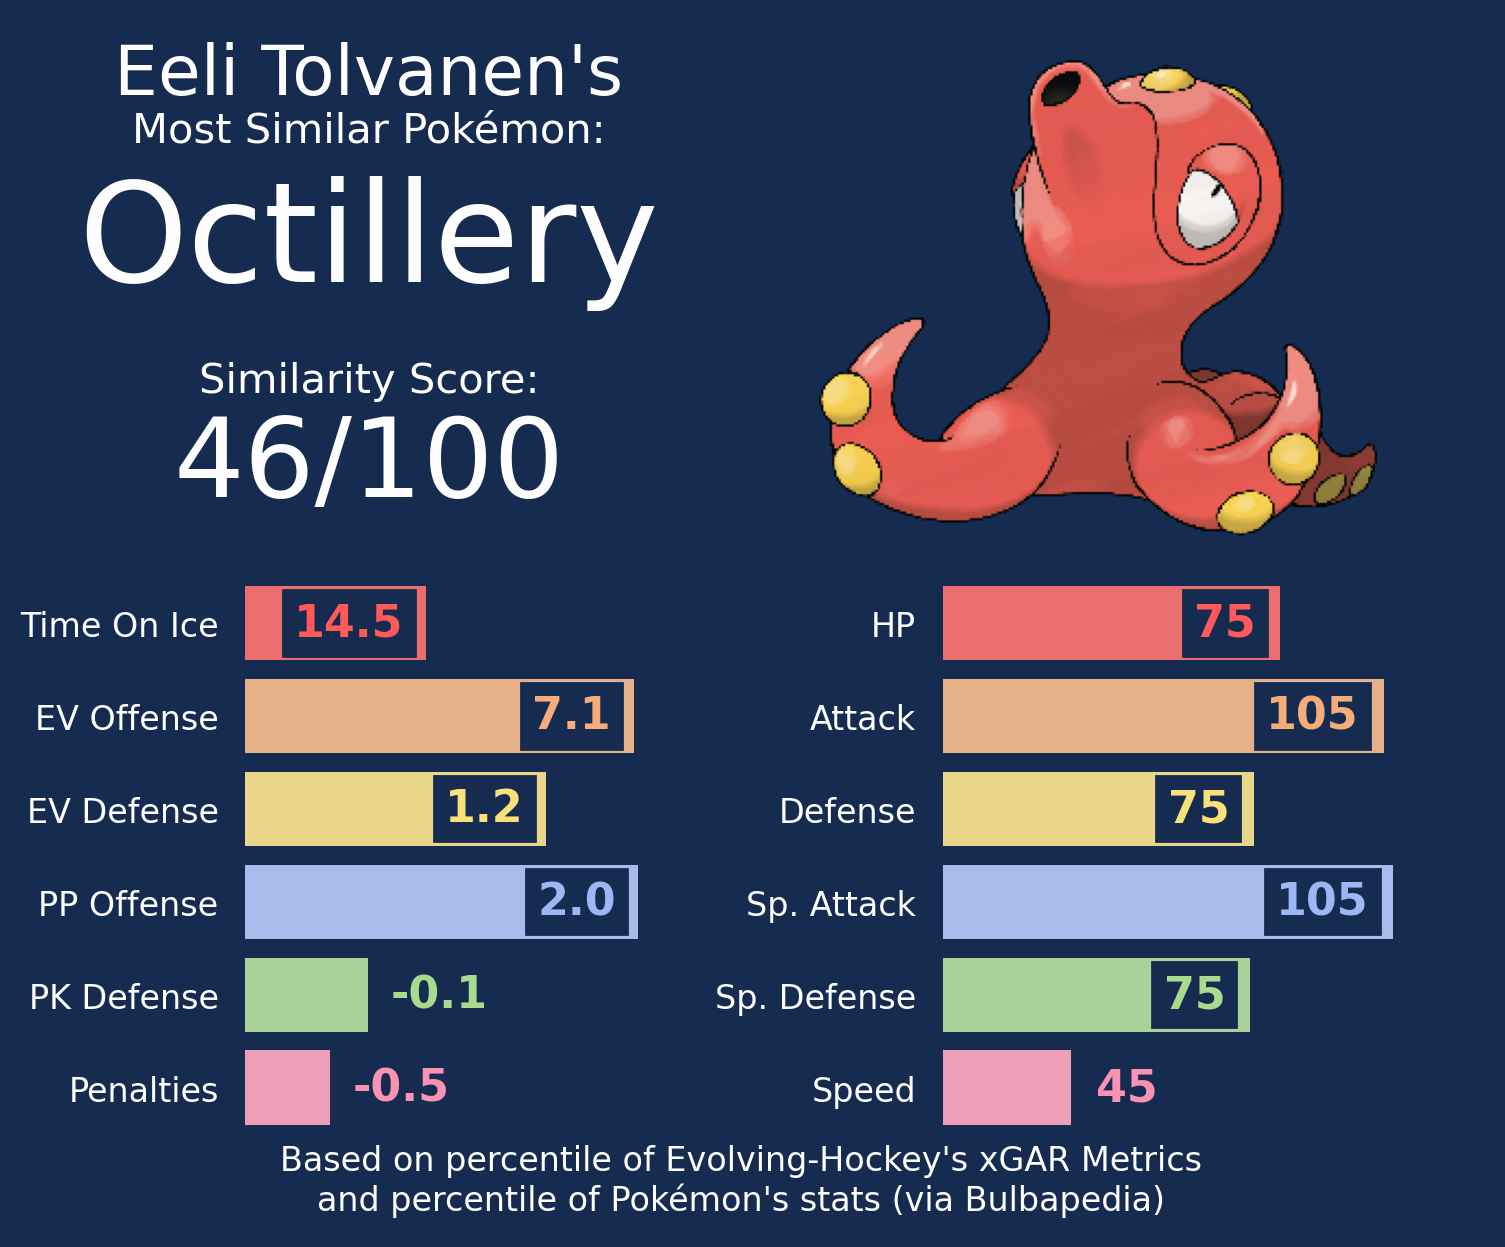 Eeli Tolvanen's
Most Similar Pokémon:
Octillery
Similarity Score:
46/100
Time On Ice 14.5
EV Offense 7.1
EV Defense 1.2
PP Offense 2.0
PK Defense -0.1
Penalties -0.5
HP 75
Attack 105
Defense 75
Sp. Attack 105
Sp. Defense 75
Speed 45
Based on percentile of Evolving-Hockey's xGAR Metrics
and percentile of Pokémon's stats (via Bulbapedia)